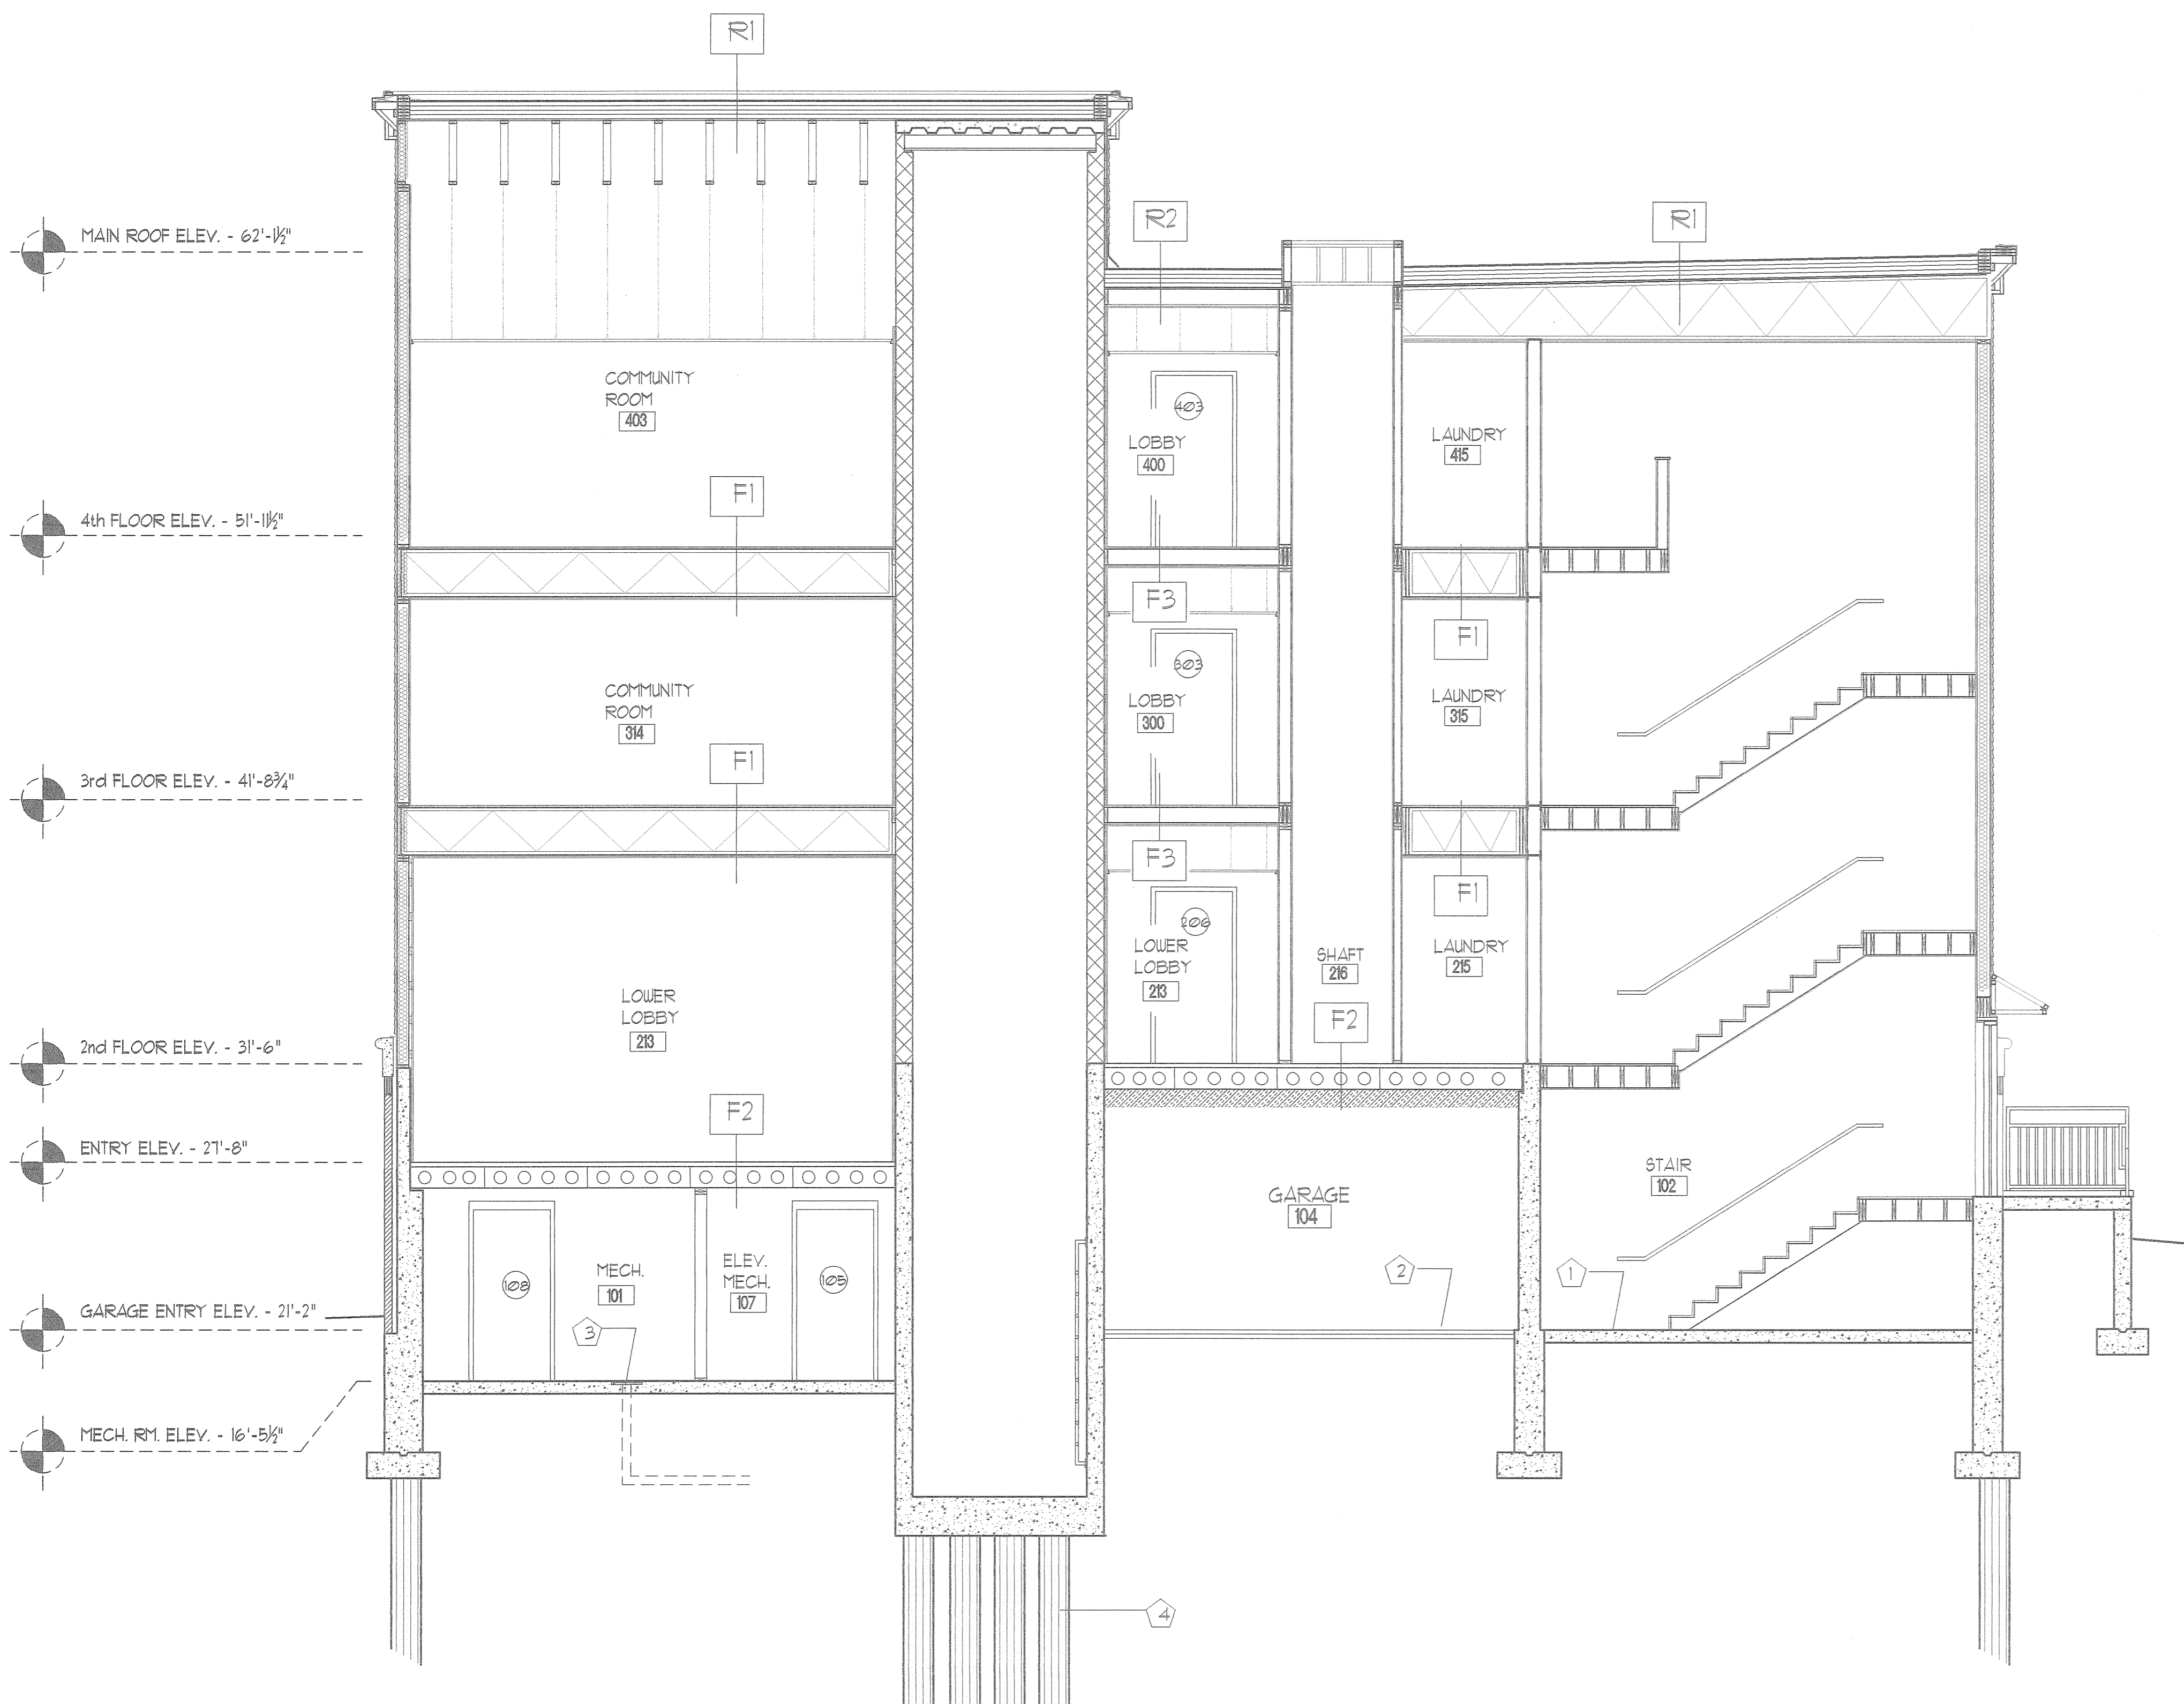 R1
MAIN ROOF ELEV. - 62'-1½"
R2
R1
COMMUNITY
ROOM
403
403
LOBBY
400
LAUNDRY
415
F1
4th FLOOR ELEV. - 51'-11½"
F3
F1
303
COMMUNITY
ROOM
314
LOBBY
300
LAUNDRY
315
F1
3rd FLOOR ELEV. - 41'-8¾"
F3
F1
206
LOWER
LOBBY
213
SHAFT
216
LAUNDRY
215
LOWER
LOBBY
213
F2
2nd FLOOR ELEV. - 31'-6"
F2
ENTRY ELEV. - 27'-8"
STAIR
102
GARAGE
104
MECH.
101
ELEV.
MECH.
107
108
105
2
1
GARAGE ENTRY ELEV. - 21'-2"
3
MECH. RM. ELEV. - 16'-5½"
4